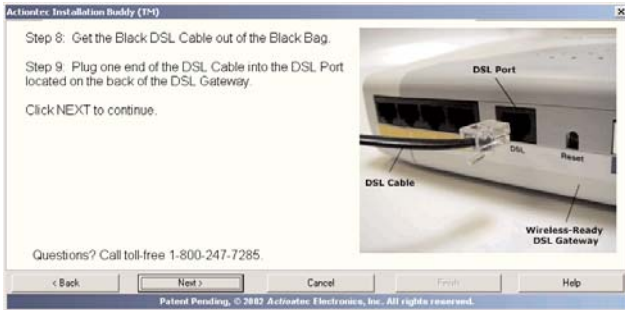 Actiontec Installation Buddy (TM)
Step 8: Get the Black DSL Cable out of the Black Bag.
Step 9: Plug one end of the DSL Cable into the DSL Port
located on the back of the DSL Gateway.
Click NEXT to continue.
DSL Port
DSL
Reset
DSL Cable
Wireless-Ready
DSL Gateway
Questions? Call toll-free 1-800-247-7285.
< Back
Next >
Cancel
Finish
Help
Patent Pending, © 2002 Actiontec Electronics, Inc. All rights reserved.